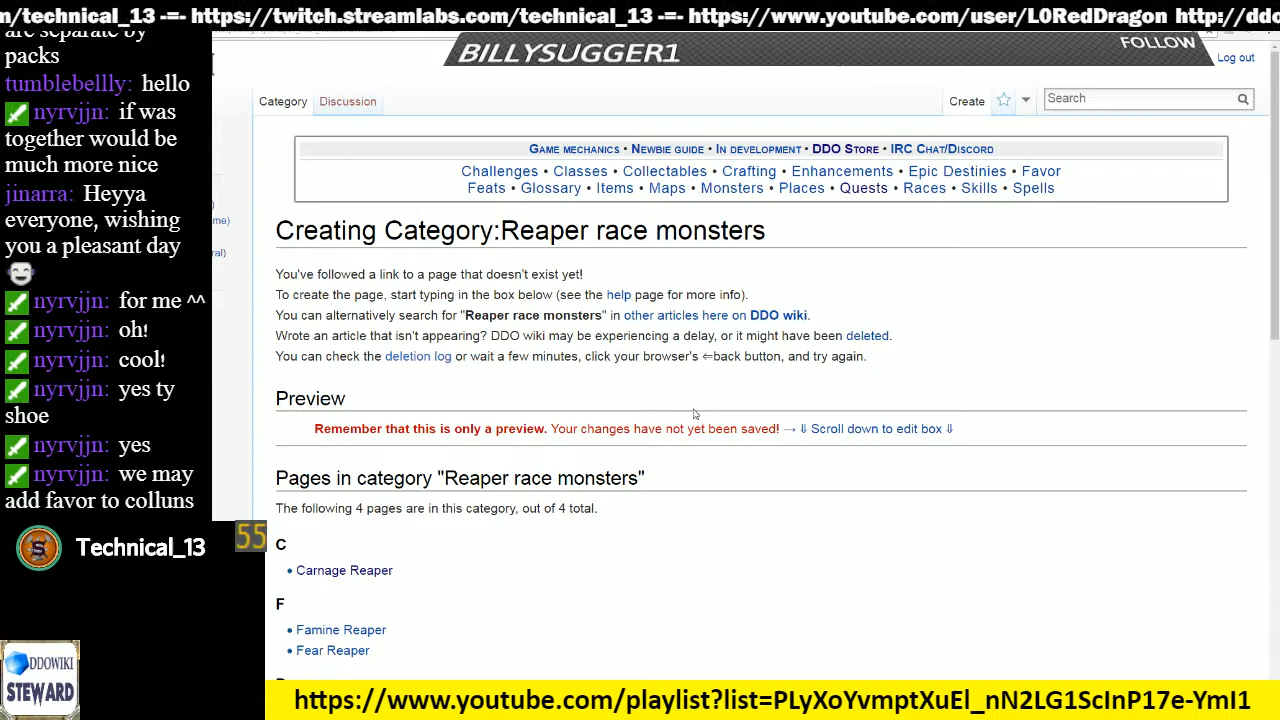 n/technical_13 -=- https://twitch.streamlabs.com/technical_13 -=- https://www.youtube.com/user/L0RedDragon http://ddo
are separate by
packs
tumblebellly: hello
nyrvjjn: if was
together would be
much more nice
jinarra: Heyya
everyone, wishing
you a pleasant day
nyrvjjn: for me ^^
nyrvjjn: oh!
nyrvjjn: cool!
nyrvjjn: yes ty
shoe
nyrvjjn: yes
nyrvjjn: we may
add favor to colluns
Technical_13
55
DDOWIKI
STEWARD
BILLYSUGGER1
FOLLOW
Log out
Category
Discussion
Create
Search
me)
ral)
GAME MECHANICS • NEWBIE GUIDE • IN DEVELOPMENT • DDO STORE • IRC CHAT/DISCORD
Challenges • Classes • Collectables • Crafting • Enhancements • Epic Destinies • Favor
Feats • Glossary • Items • Maps • Monsters • Places • Quests • Races • Skills • Spells
Creating Category:Reaper race monsters
You've followed a link to a page that doesn't exist yet!
To create the page, start typing in the box below (see the help page for more info).
You can alternatively search for "Reaper race monsters" in other articles here on DDO wiki.
Wrote an article that isn't appearing? DDO wiki may be experiencing a delay, or it might have been deleted.
You can check the deletion log or wait a few minutes, click your browser's ⇐back button, and try again.
Preview
Remember that this is only a preview. Your changes have not yet been saved! → ⇓ Scroll down to edit box ⇓
Pages in category "Reaper race monsters"
The following 4 pages are in this category, out of 4 total.
C
• Carnage Reaper
F
• Famine Reaper
• Fear Reaper
https://www.youtube.com/playlist?list=PLyXoYvmptXuEl_nN2LG1ScInP17e-YmI1